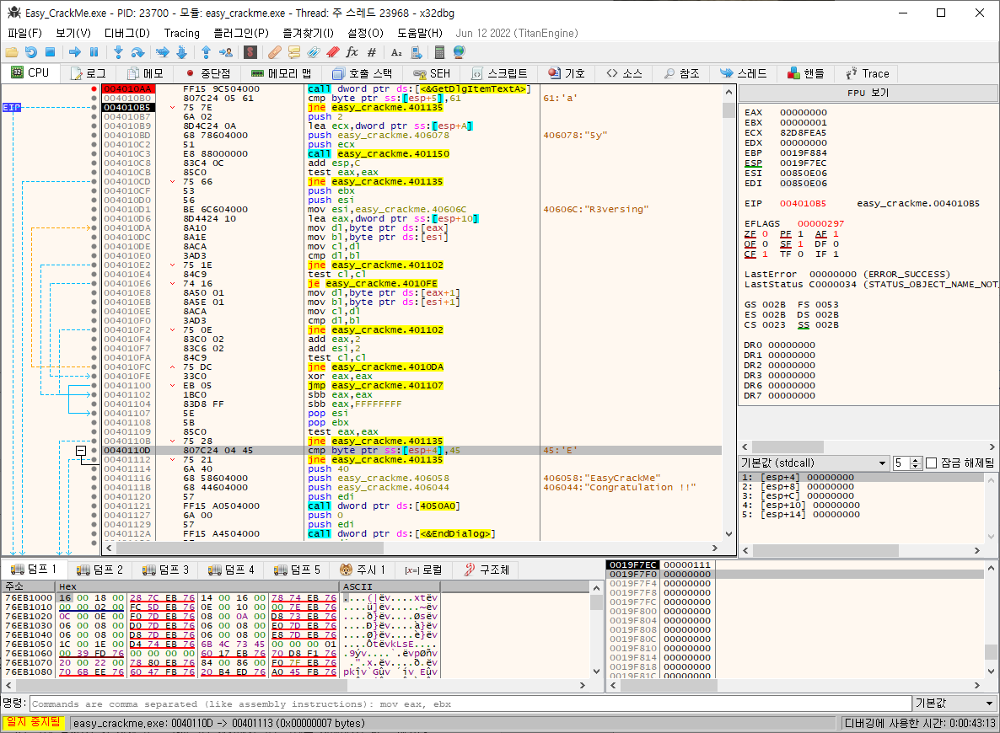 Easy_CrackMe.exe - PID: 23700 - 모듈: easy_crackme.exe - Thread: 주 스레드 23968 - x32dbg
파일(F) 보기(V) 디버그(D) Tracing 플러그인(P) 즐겨찾기(I) 설정(O) 도움말(H) Jun 12 2022 (TitanEngine)
CPU 로그 메모 중단점 메모리 맵 호출 스택 SEH 스크립트 기호 소스 참조 스레드 핸들 Trace
004010AA FF15 9C504000 call dword ptr ds:[<&GetDlgItemTextA>]
004010B0 807C24 05 61 cmp byte ptr ss:[esp+5],61 61:'a'
EIP 004010B5 75 7E jne easy_crackme.401135
004010B7 6A 02 push 2
004010B9 8D4C24 0A lea ecx,dword ptr ss:[esp+A]
004010BD 68 78604000 push easy_crackme.406078 406078:"5y"
004010C2 51 push ecx
004010C3 E8 88000000 call easy_crackme.401150
004010C8 83C4 0C add esp,C
004010CB 85C0 test eax,eax
004010CD 75 66 jne easy_crackme.401135
004010CF 53 push ebx
004010D0 56 push esi
004010D1 BE 6C604000 mov esi,easy_crackme.40606C 40606C:"R3versing"
004010D6 8D4424 10 lea eax,dword ptr ss:[esp+10]
004010DA 8A10 mov dl,byte ptr ds:[eax]
004010DC 8A1E mov bl,byte ptr ds:[esi]
004010DE 8ACA mov cl,dl
004010E0 3AD3 cmp dl,bl
004010E2 75 1E jne easy_crackme.401102
004010E4 84C9 test cl,cl
004010E6 74 16 je easy_crackme.4010FE
004010E8 8A50 01 mov dl,byte ptr ds:[eax+1]
004010EB 8A5E 01 mov bl,byte ptr ds:[esi+1]
004010EE 8ACA mov cl,dl
004010F0 3AD3 cmp dl,bl
004010F2 75 0E jne easy_crackme.401102
004010F4 83C0 02 add eax,2
004010F7 83C6 02 add esi,2
004010FA 84C9 test cl,cl
004010FC 75 DC jne easy_crackme.4010DA
004010FE 33C0 xor eax,eax
00401100 EB 05 jmp easy_crackme.401107
00401102 1BC0 sbb eax,eax
00401104 83D8 FF sbb eax,FFFFFFFF
00401107 5E pop esi
00401108 5B pop ebx
00401109 85C0 test eax,eax
0040110B 75 28 jne easy_crackme.401135
0040110D 807C24 04 45 cmp byte ptr ss:[esp+4],45 45:'E'
00401112 75 21 jne easy_crackme.401135
00401114 6A 40 push 40
00401116 68 58604000 push easy_crackme.406058 406058:"EasyCrackMe"
0040111B 68 44604000 push easy_crackme.406044 406044:"Congratulation !!"
00401120 57 push edi
00401121 FF15 A0504000 call dword ptr ds:[4050A0]
00401127 6A 00 push 0
00401129 57 push edi
0040112A FF15 A4504000 call dword ptr ds:[<&EndDialog>]
FPU 보기
EAX 00000000
EBX 00000001
ECX 82D8FEA5
EDX 00000000
EBP 0019F884
ESP 0019F7EC
ESI 00850E06
EDI 00850E06
EIP 004010B5 easy_crackme.004010B5
EFLAGS 00000297
ZF 0 PF 1 AF 1
OF 0 SF 1 DF 0
CF 1 TF 0 IF 1
LastError 00000000 (ERROR_SUCCESS)
LastStatus C0000034 (STATUS_OBJECT_NAME_NOT_
GS 002B FS 0053
ES 002B DS 002B
CS 0023 SS 002B
DR0 00000000
DR1 00000000
DR2 00000000
DR3 00000000
DR6 00000000
DR7 00000000
기본값 (stdcall) 5 잠금 해제됨
1: [esp+4] 00000000
2: [esp+8] 00000000
3: [esp+C] 00000000
4: [esp+10] 00000000
5: [esp+14] 00000000
덤프 1 덤프 2 덤프 3 덤프 4 덤프 5 주시 1 [x=] 로컬 구조체
주소 Hex ASCII
76EB1000 16 00 18 00 28 7C EB 76 14 00 16 00 78 74 EB 76 ....(|ëv....xtëv
76EB1010 00 00 02 00 FC 5D EB 76 0E 00 10 00 00 7E EB 76 ....ü]ëv.....~ëv
76EB1020 0C 00 0E 00 F0 7D EB 76 08 00 0A 00 D8 73 EB 76 ....ð}ëv....Øsëv
76EB1030 06 00 08 00 D0 7D EB 76 06 00 08 00 E0 7D EB 76 ....Ð}ëv....à}ëv
76EB1040 06 00 08 00 D8 7D EB 76 06 00 08 00 E8 7D EB 76 ....Ø}ëv....è}ëv
76EB1050 1C 00 1E 00 D4 74 EB 76 6B 4C 73 45 00 00 00 01 ....ÔtëvkLsE....
76EB1060 00 39 FD 76 00 00 00 00 60 17 EB 76 70 D8 F1 76 .9ýv....`.ëvpØñv
76EB1070 20 00 22 00 78 80 EB 76 84 00 86 00 F0 7F EB 76 .".x.ëv....ð.ëv
76EB1080 70 6B EE 76 60 47 FB 76 20 B4 ED 76 A0 45 FB 76 pkîv`Gûv ´ív Eûv
0019F7EC 00000111
0019F7F0 00000000
0019F7F4 00000000
0019F7F8 00000000
0019F7FC 00000000
0019F800 00000000
0019F804 00000000
0019F808 00000000
0019F80C 00000000
0019F810 00000000
0019F814 00000000
0019F818 00000000
0019F81C 00000000
명령: Commands are comma separated (like assembly instructions): mov eax, ebx 기본값
일시 중지됨 easy_crackme.exe: 0040110D -> 00401113 (0x00000007 bytes) 디버깅에 사용한 시간: 0:00:43:13